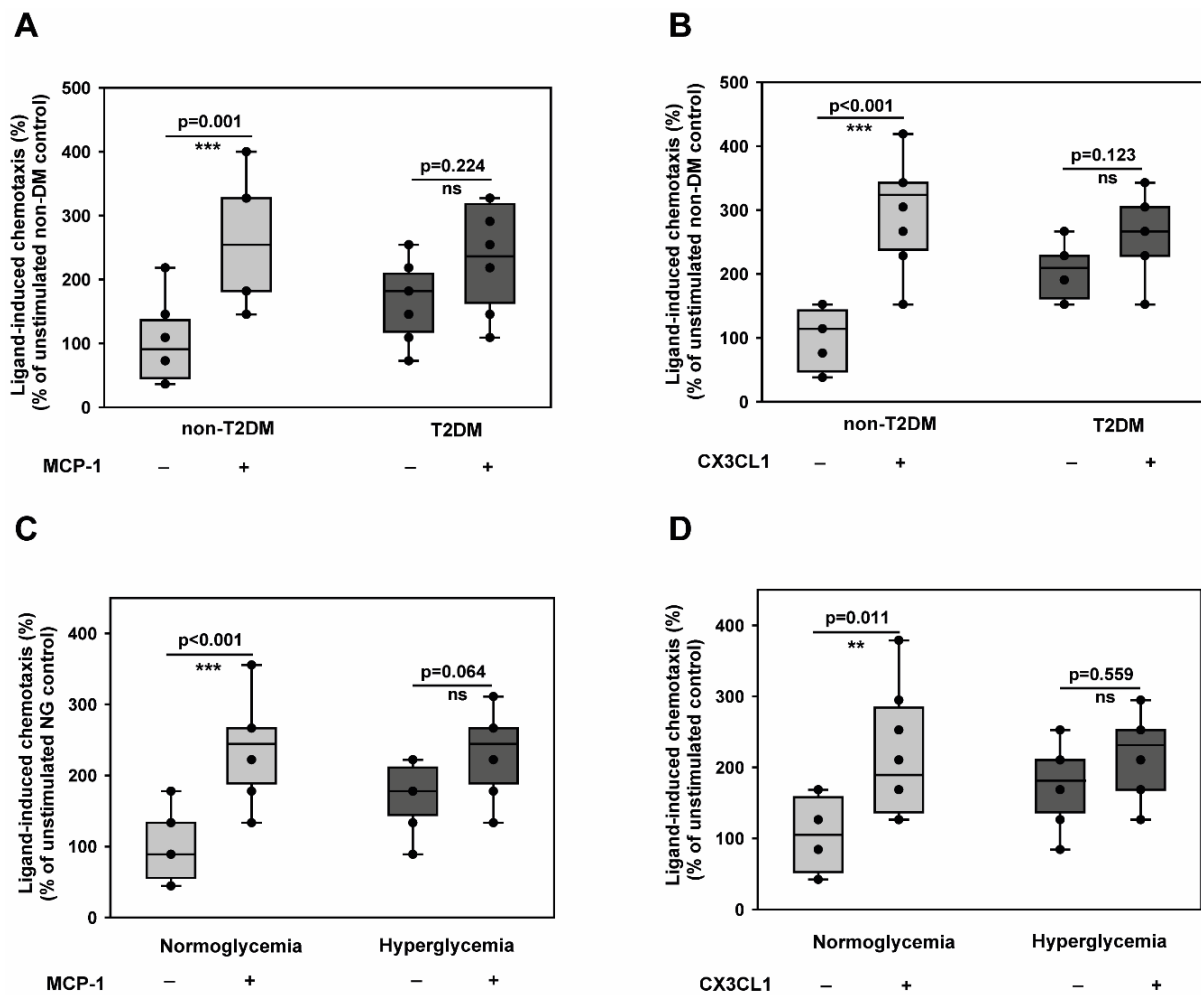 A
Ligand-induced chemotaxis (%)
(% of unstimulated non-DM control)
500
400
300
200
100
0
p=0.001
***
p=0.224
ns
non-T2DM T2DM
MCP-1 – + – +
B
Ligand-induced chemotaxis (%)
(% of unstimulated non-DM control)
500
400
300
200
100
0
p<0.001
***
p=0.123
ns
non-T2DM T2DM
CX3CL1 – + – +
C
Ligand-induced chemotaxis (%)
(% of unstimulated NG control)
400
300
200
100
0
p<0.001
***
p=0.064
ns
Normoglycemia Hyperglycemia
MCP-1 – + – +
D
Ligand-induced chemotaxis (%)
(% of unstimulated control)
400
300
200
100
0
p=0.011
**
p=0.559
ns
Normoglycemia Hyperglycemia
CX3CL1 – + – +